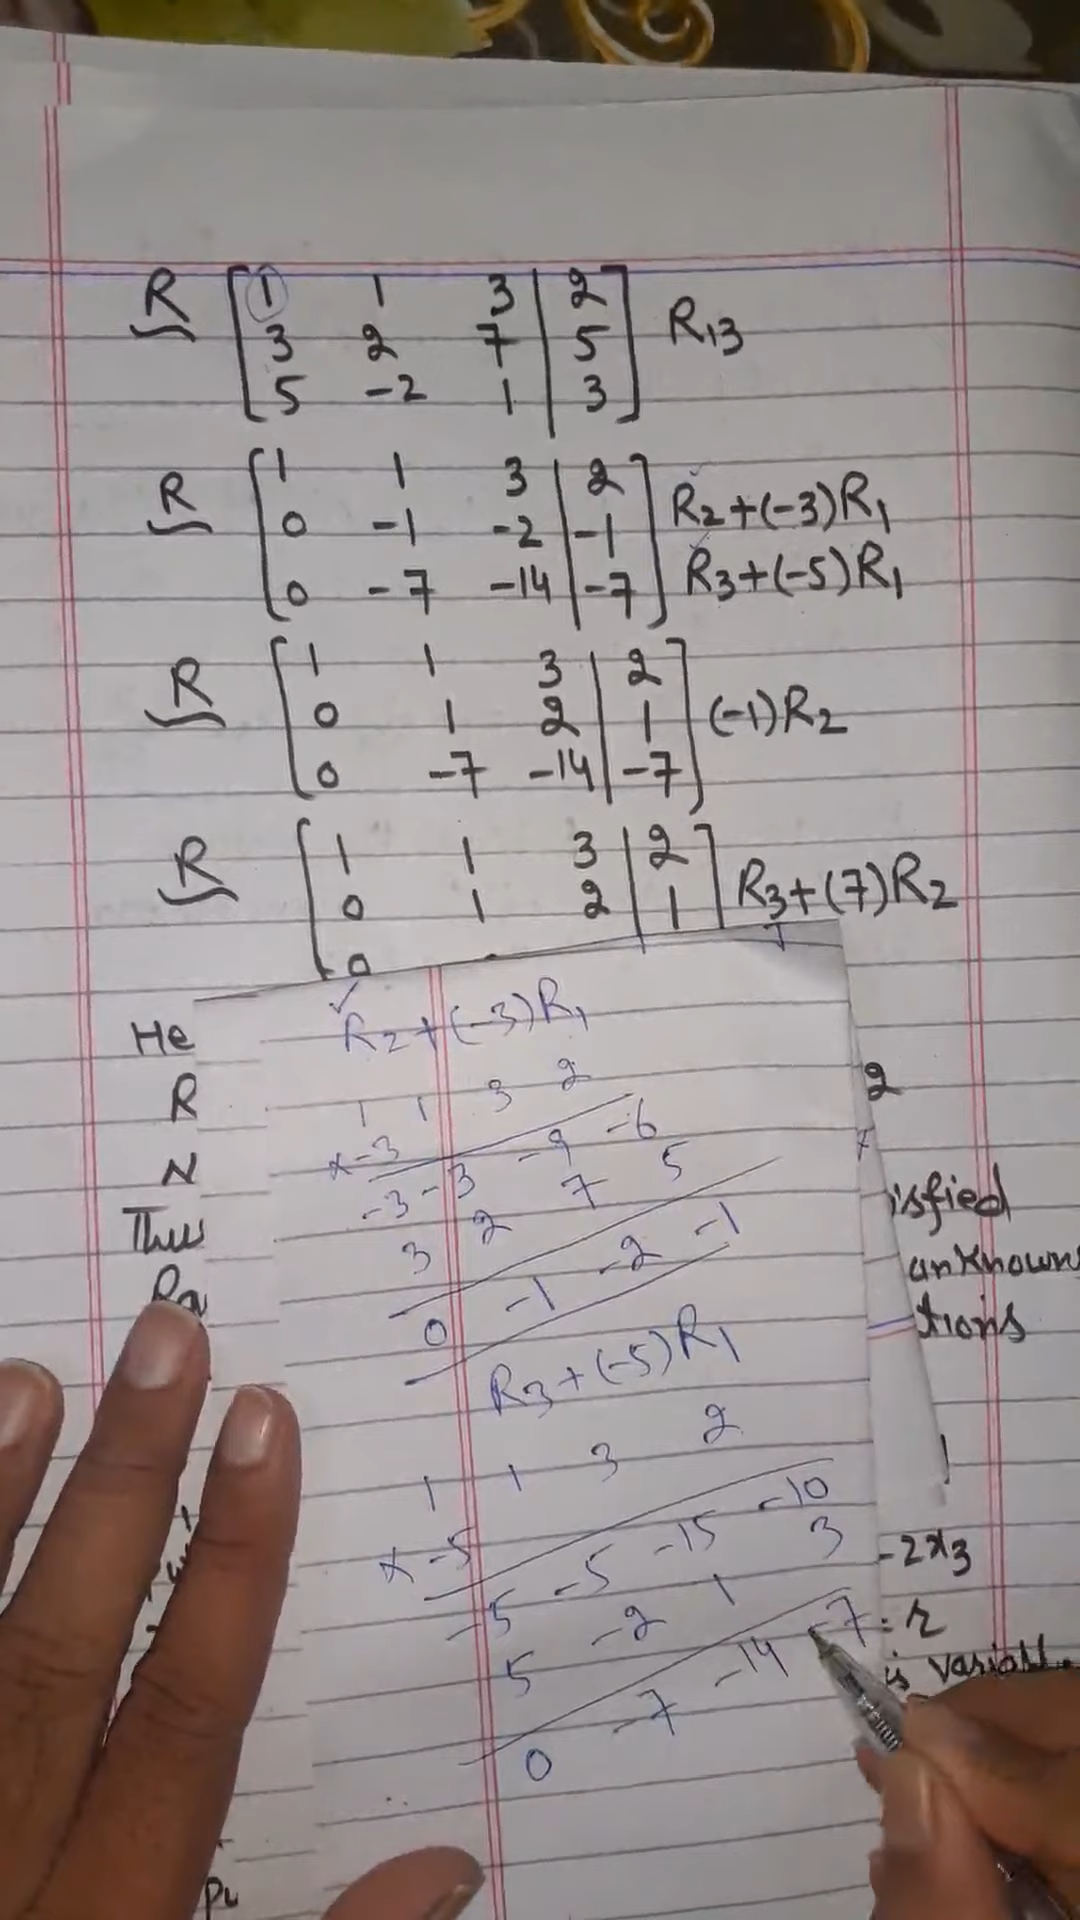 R [ 1 1 3 | 2 ] R13
3 2 7 | 5
5 -2 1 | 3
R [ 1 1 3 | 2 ]
0 -1 -2 | -1 R2+(-3)R1
0 -7 -14 | -7 R3+(-5)R1
R [ 1 1 3 | 2 ]
0 1 2 | 1 (-1)R2
0 -7 -14 | -7
R [ 1 1 3 | 2 ]
0 1 2 | 1 R3+(7)R2
0
He
R
N
Thus
2
isfied
unknowns
tions
-2x3
= r
is
R2+(-3)R1
1 1 3 2
x -3
-3 -3 -9 -6
3 2 7 5
0 -1 -2 -1
R3+(-5)R1
1 1 3 2
x -5
-5 -5 -15 -10
5 -2 1 3
0 -7 -14 -7